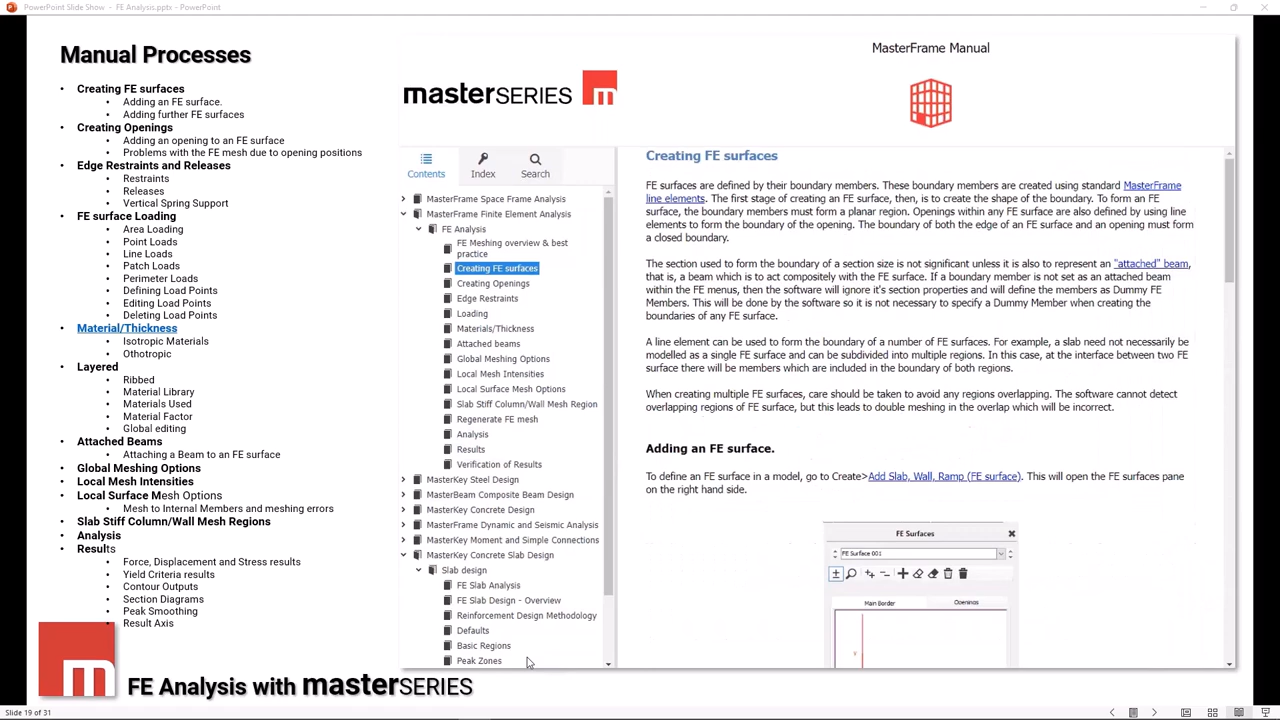 PowerPoint Slide Show - FE Analysis.pptx - PowerPoint
Manual Processes
• Creating FE surfaces
• Adding an FE surface.
• Adding further FE surfaces
• Creating Openings
• Adding an opening to an FE surface
• Problems with the FE mesh due to opening positions
• Edge Restraints and Releases
• Restraints
• Releases
• Vertical Spring Support
• FE surface Loading
• Area Loading
• Point Loads
• Line Loads
• Patch Loads
• Perimeter Loads
• Defining Load Points
• Editing Load Points
• Deleting Load Points
• Material/Thickness
• Isotropic Materials
• Othotropic
• Layered
• Ribbed
• Material Library
• Materials Used
• Material Factor
• Global editing
• Attached Beams
• Attaching a Beam to an FE surface
• Global Meshing Options
• Local Mesh Intensities
• Local Surface Mesh Options
• Mesh to Internal Members and meshing errors
• Slab Stiff Column/Wall Mesh Regions
• Analysis
• Results
• Force, Displacement and Stress results
• Yield Criteria results
• Contour Outputs
• Section Diagrams
• Peak Smoothing
• Result Axis
masterSERIES m
MasterFrame Manual
Contents
Index
Search
MasterFrame Space Frame Analysis
MasterFrame Finite Element Analysis
FE Analysis
FE Meshing overview & best
practice
Creating FE surfaces
Creating Openings
Edge Restraints
Loading
Materials/Thickness
Attached beams
Global Meshing Options
Local Mesh Intensities
Local Surface Mesh Options
Slab Stiff Column/Wall Mesh Region
Regenerate FE mesh
Analysis
Results
Verification of Results
MasterKey Steel Design
MasterBeam Composite Beam Design
MasterKey Concrete Design
MasterFrame Dynamic and Seismic Analysis
MasterKey Moment and Simple Connections
MasterKey Concrete Slab Design
Slab design
FE Slab Analysis
FE Slab Design - Overview
Reinforcement Design Methodology
Defaults
Basic Regions
Peak Zones
Creating FE surfaces
FE surfaces are defined by their boundary members. These boundary members are created using standard MasterFrame
line elements. The first stage of creating an FE surface, then, is to create the shape of the boundary. To form an FE
surface, the boundary members must form a planar region. Openings within any FE surface are also defined by using line
elements to form the boundary of the opening. The boundary of both the edge of an FE surface and an opening must form
a closed boundary.
The section used to form the boundary of a section size is not significant unless it is also to represent an "attached" beam,
that is, a beam which is to act compositely with the FE surface. If a boundary member is not set as an attached beam
within the FE menus, then the software will ignore it's section properties and will define the members as Dummy FE
Members. This will be done by the software so it is not necessary to specify a Dummy Member when creating the
boundaries of any FE surface.
A line element can be used to form the boundary of a number of FE surfaces. For example, a slab need not necessarily be
modelled as a single FE surface and can be subdivided into multiple regions. In this case, at the interface between two FE
surface there will be members which are included in the boundary of both regions.
When creating multiple FE surfaces, care should be taken to avoid any regions overlapping. The software cannot detect
overlapping regions of FE surface, but this leads to double meshing in the overlap which will be incorrect.
Adding an FE surface.
To define an FE surface in a model, go to Create>Add Slab, Wall, Ramp (FE surface). This will open the FE surfaces pane
on the right hand side.
FE Surfaces
FE Surface 001
Main Border
Openings
Y
m
FE Analysis with masterSERIES
Slide 19 of 31